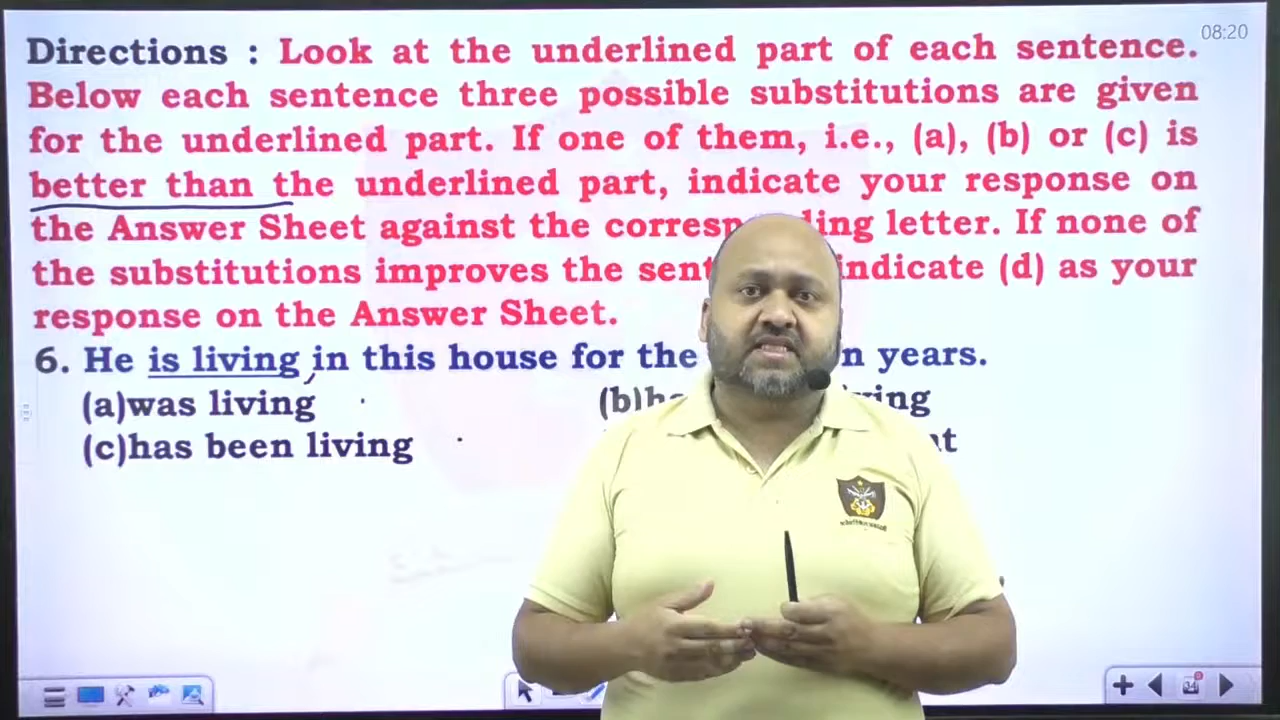 08:20
Directions : Look at the underlined part of each sentence.
Below each sentence three possible substitutions are given
for the underlined part. If one of them, i.e., (a), (b) or (c) is
better than the underlined part, indicate your response on
the Answer Sheet against the corresp ding letter. If none of
the substitutions improves the sent indicate (d) as your
response on the Answer Sheet.
6. He is living in this house for the n years.
(a)was living (b)ha ving
(c)has been living nt